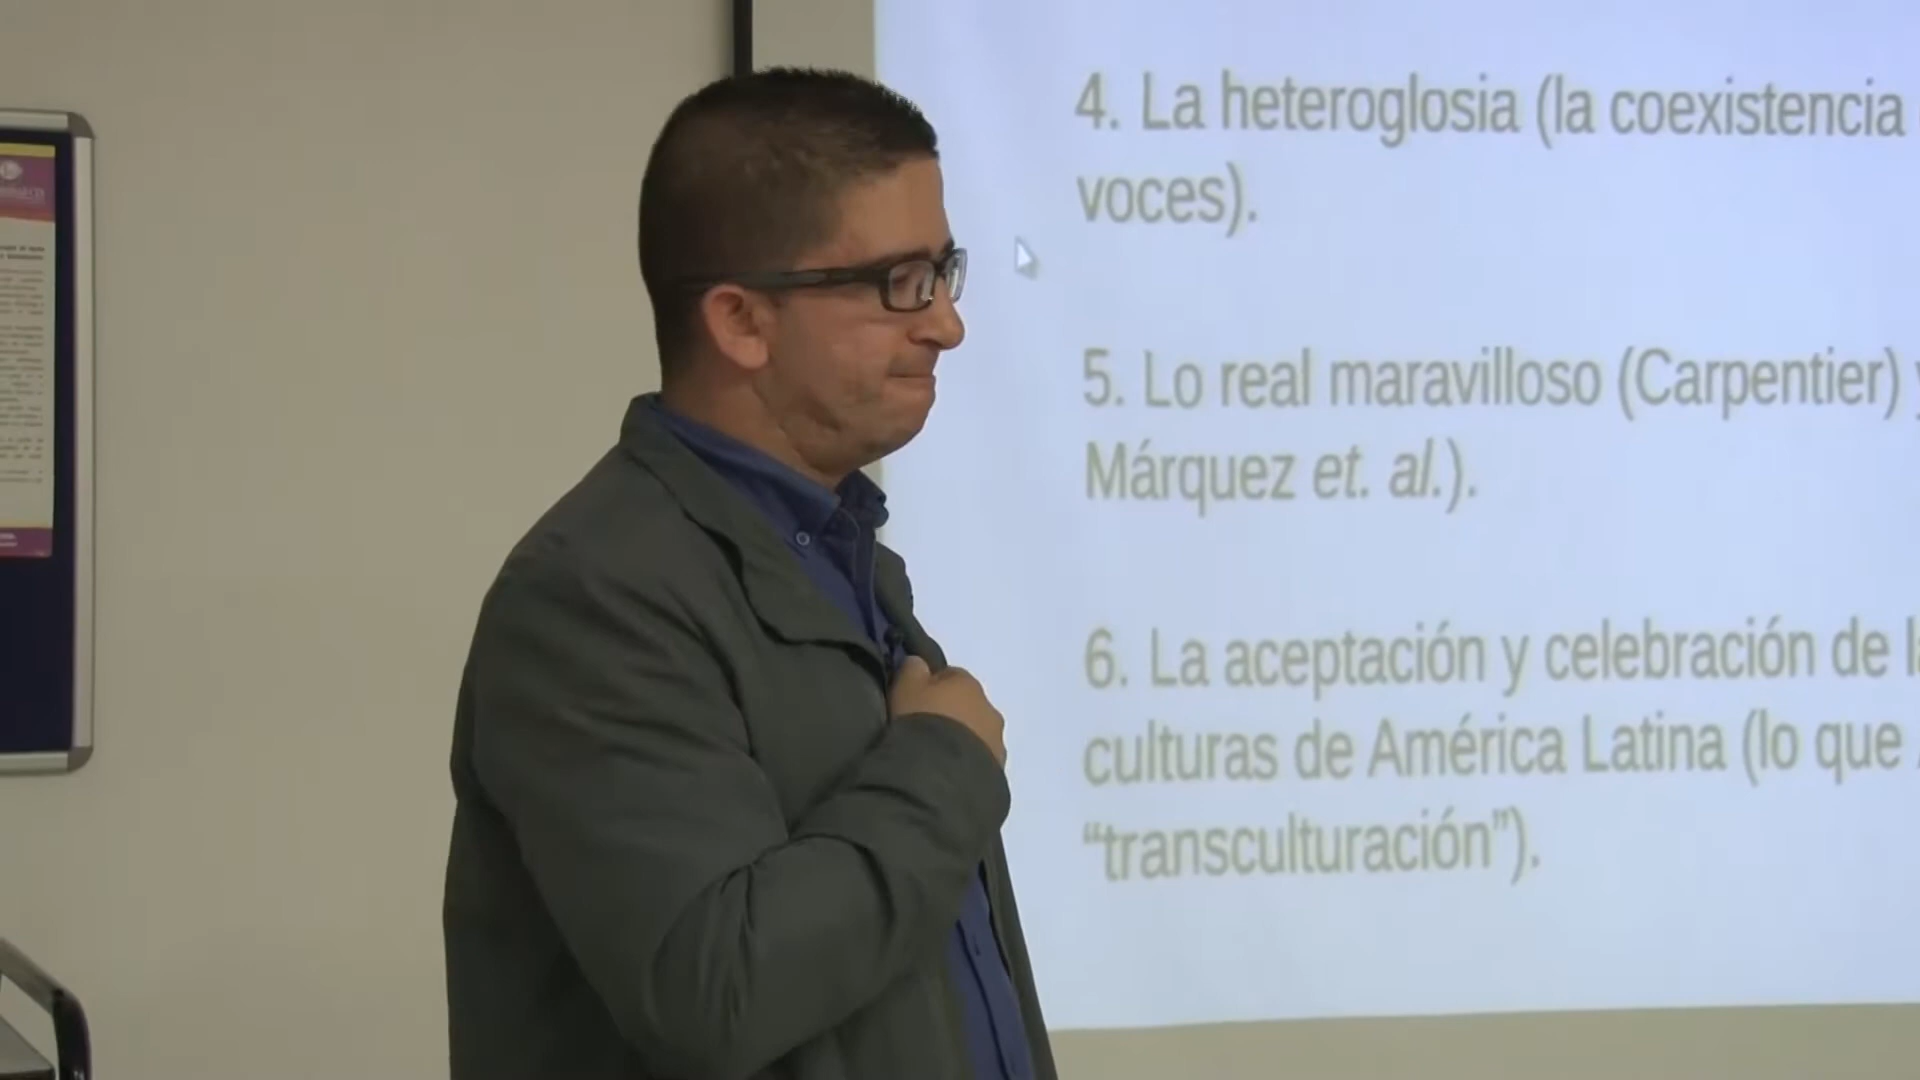 4. La heteroglosia (la coexistencia
voces).
5. Lo real maravilloso (Carpentier) y
Márquez et. al.).
6. La aceptación y celebración de
culturas de América Latina (lo que
“transculturación”).